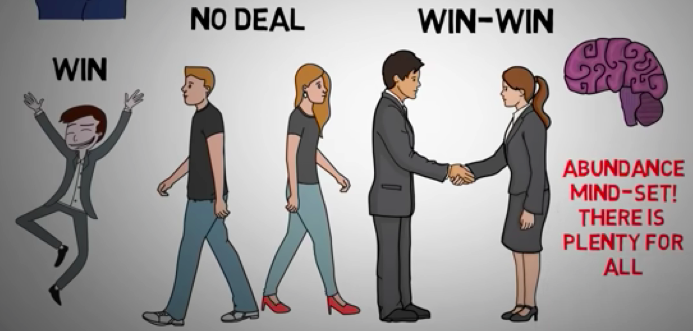 NO DEAL
WIN-WIN
WIN
ABUNDANCE
MIND-SET!
THERE IS
PLENTY FOR
ALL